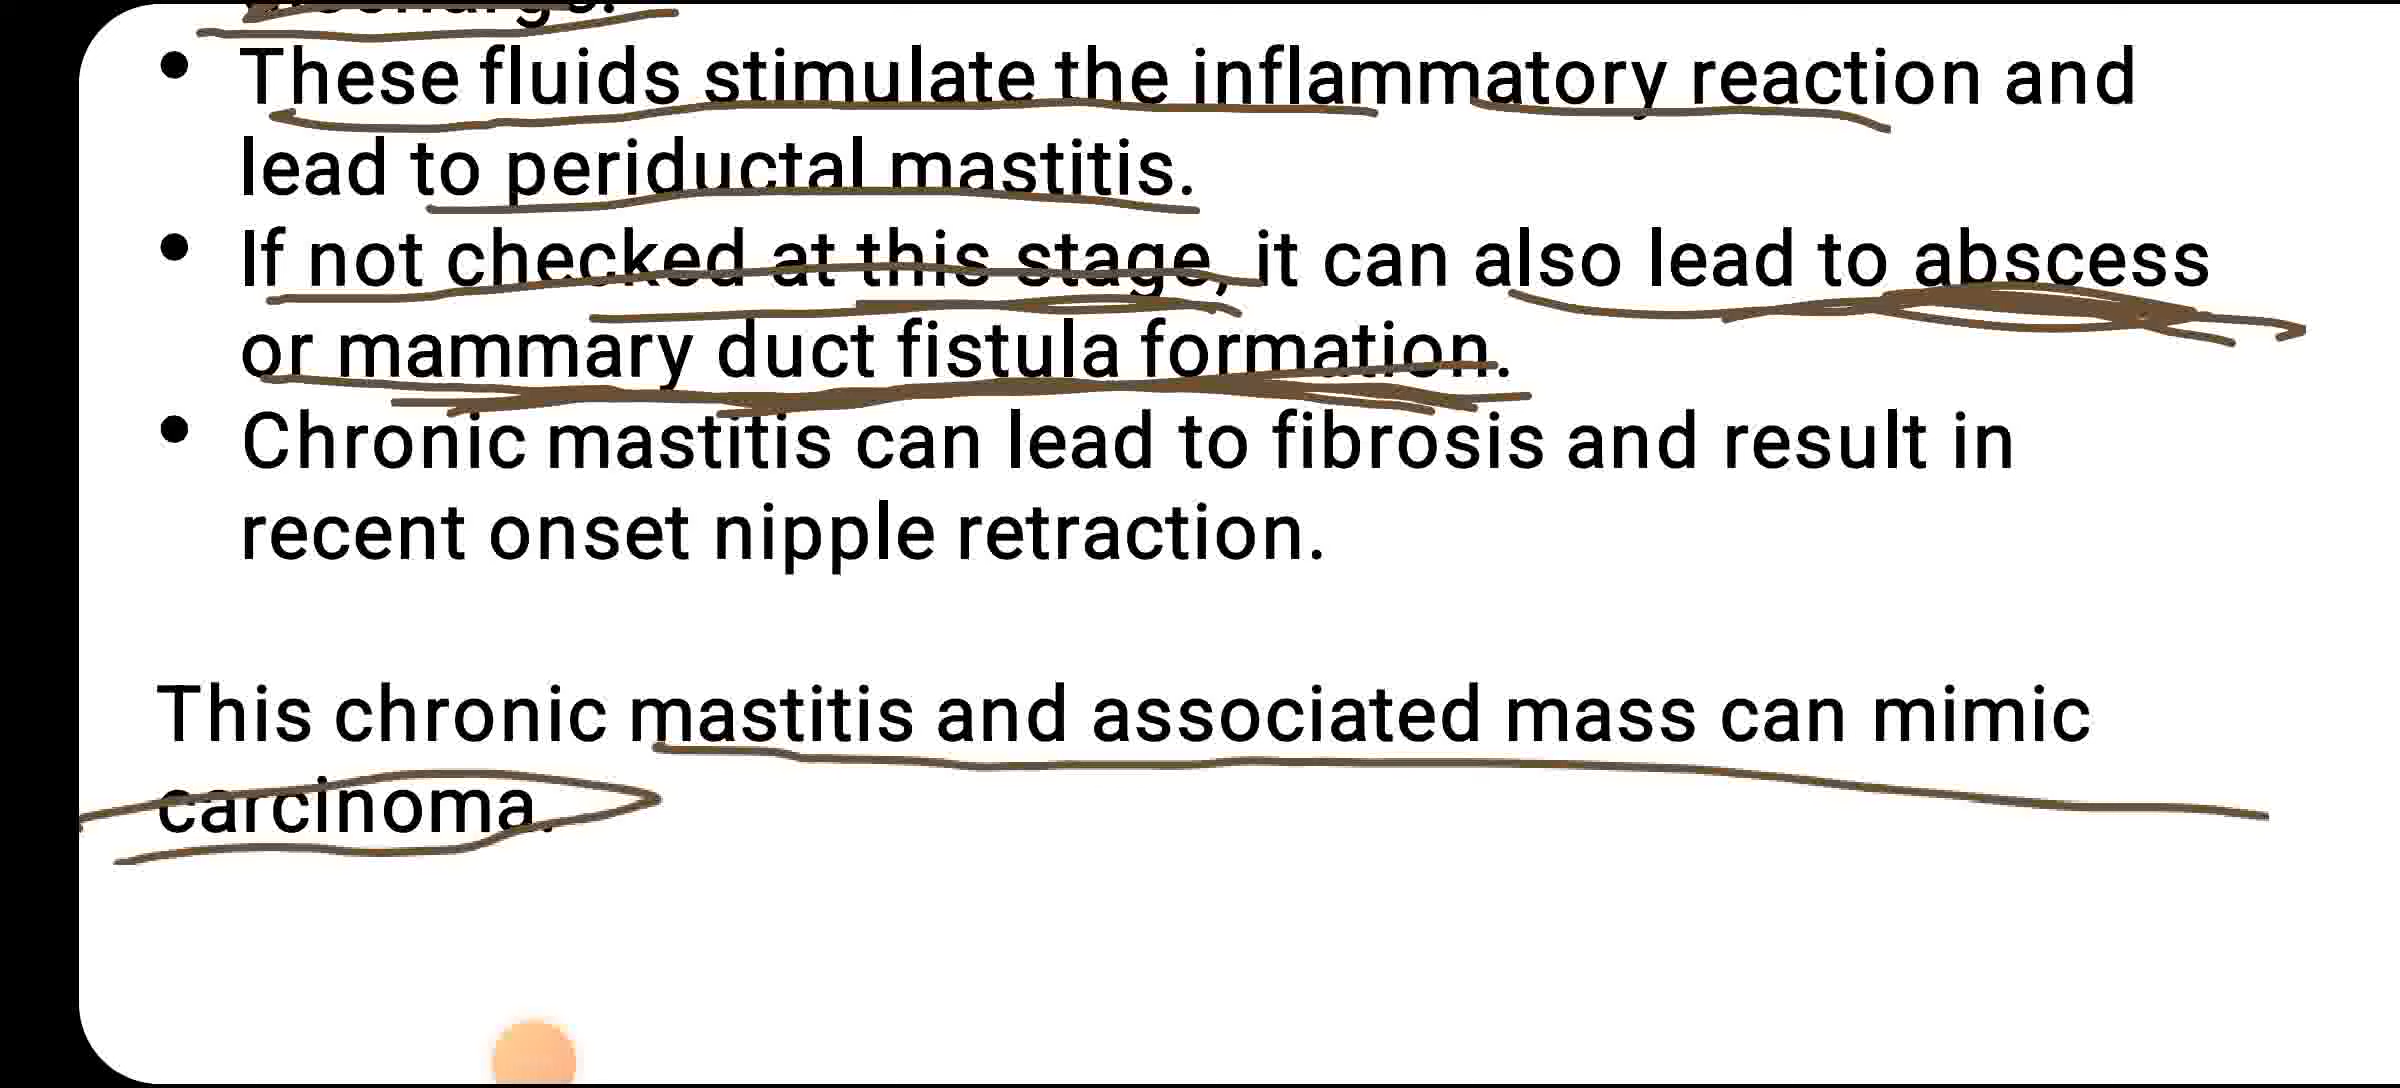 • These fluids stimulate the inflammatory reaction and
lead to periductal mastitis.
• If not checked at this stage, it can also lead to abscess
or mammary duct fistula formation.
• Chronic mastitis can lead to fibrosis and result in
recent onset nipple retraction.
This chronic mastitis and associated mass can mimic
carcinoma.